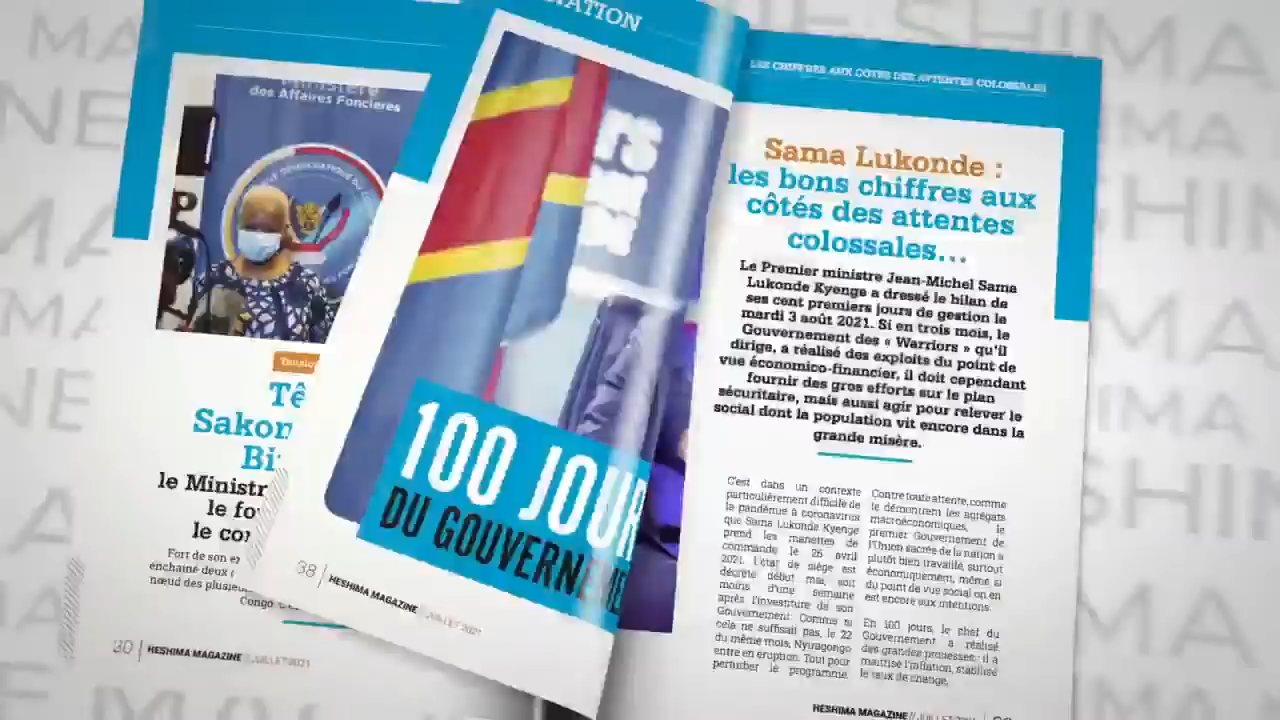 Ministère
des Affaires Foncières
Sakon
le Ministr
le fo
le co
Fort de son e
enchaîné deux
nœud des plusieu
Congo
30 | HESHIMA MAGAZINE // JUILLET 2021
100 JOUR
DU GOUVERNEME
38 | HESHIMA MAGAZINE // JUILLET 2021
LES CHIFFRES AUX CÔTÉS DES ATTENTES COLOSSALES
Sama Lukonde :
les bons chiffres aux
côtés des attentes
colossales...
Le Premier ministre Jean-Michel Sama
Lukonde Kyenge a dressé le bilan de
ses cent premiers jours de gestion le
mardi 3 août 2021. Si en trois mois, le
Gouvernement des « Warriors » qu'il
dirige, a réalisé des exploits du point de
vue économico-financier, il doit cependant
fournir des gros efforts sur le plan
sécuritaire, mais aussi agir pour relever le
social dont la population vit encore dans la
grande misère.
C'est dans un contexte
particulièrement difficile de
la pandémie à coronavirus
que Sama Lukonde Kyenge
prend les manettes de
commande le 26 avril
2021. L'état de siège est
décrété début mai, soit
moins d'une semaine
après l'investiture de son
Gouvernement. Comme si
cela ne suffisait pas, le 22
du même mois, Nyiragongo
entre en éruption. Tout pour
perturber le programme.
Contre toute attente, comme
le démontrent les agrégats
macroéconomiques, le
premier Gouvernement de
l'Union sacrée de la nation a
plutôt bien travaillé, surtout
économiquement, même si
du point de vue social on en
est encore aux intentions.
En 100 jours, le chef du
Gouvernement a réalisé
des grandes prouesses : il a
maîtrisé l'inflation, stabilisé
le taux de change,
HESHIMA MAGAZINE // JUILLET 2021